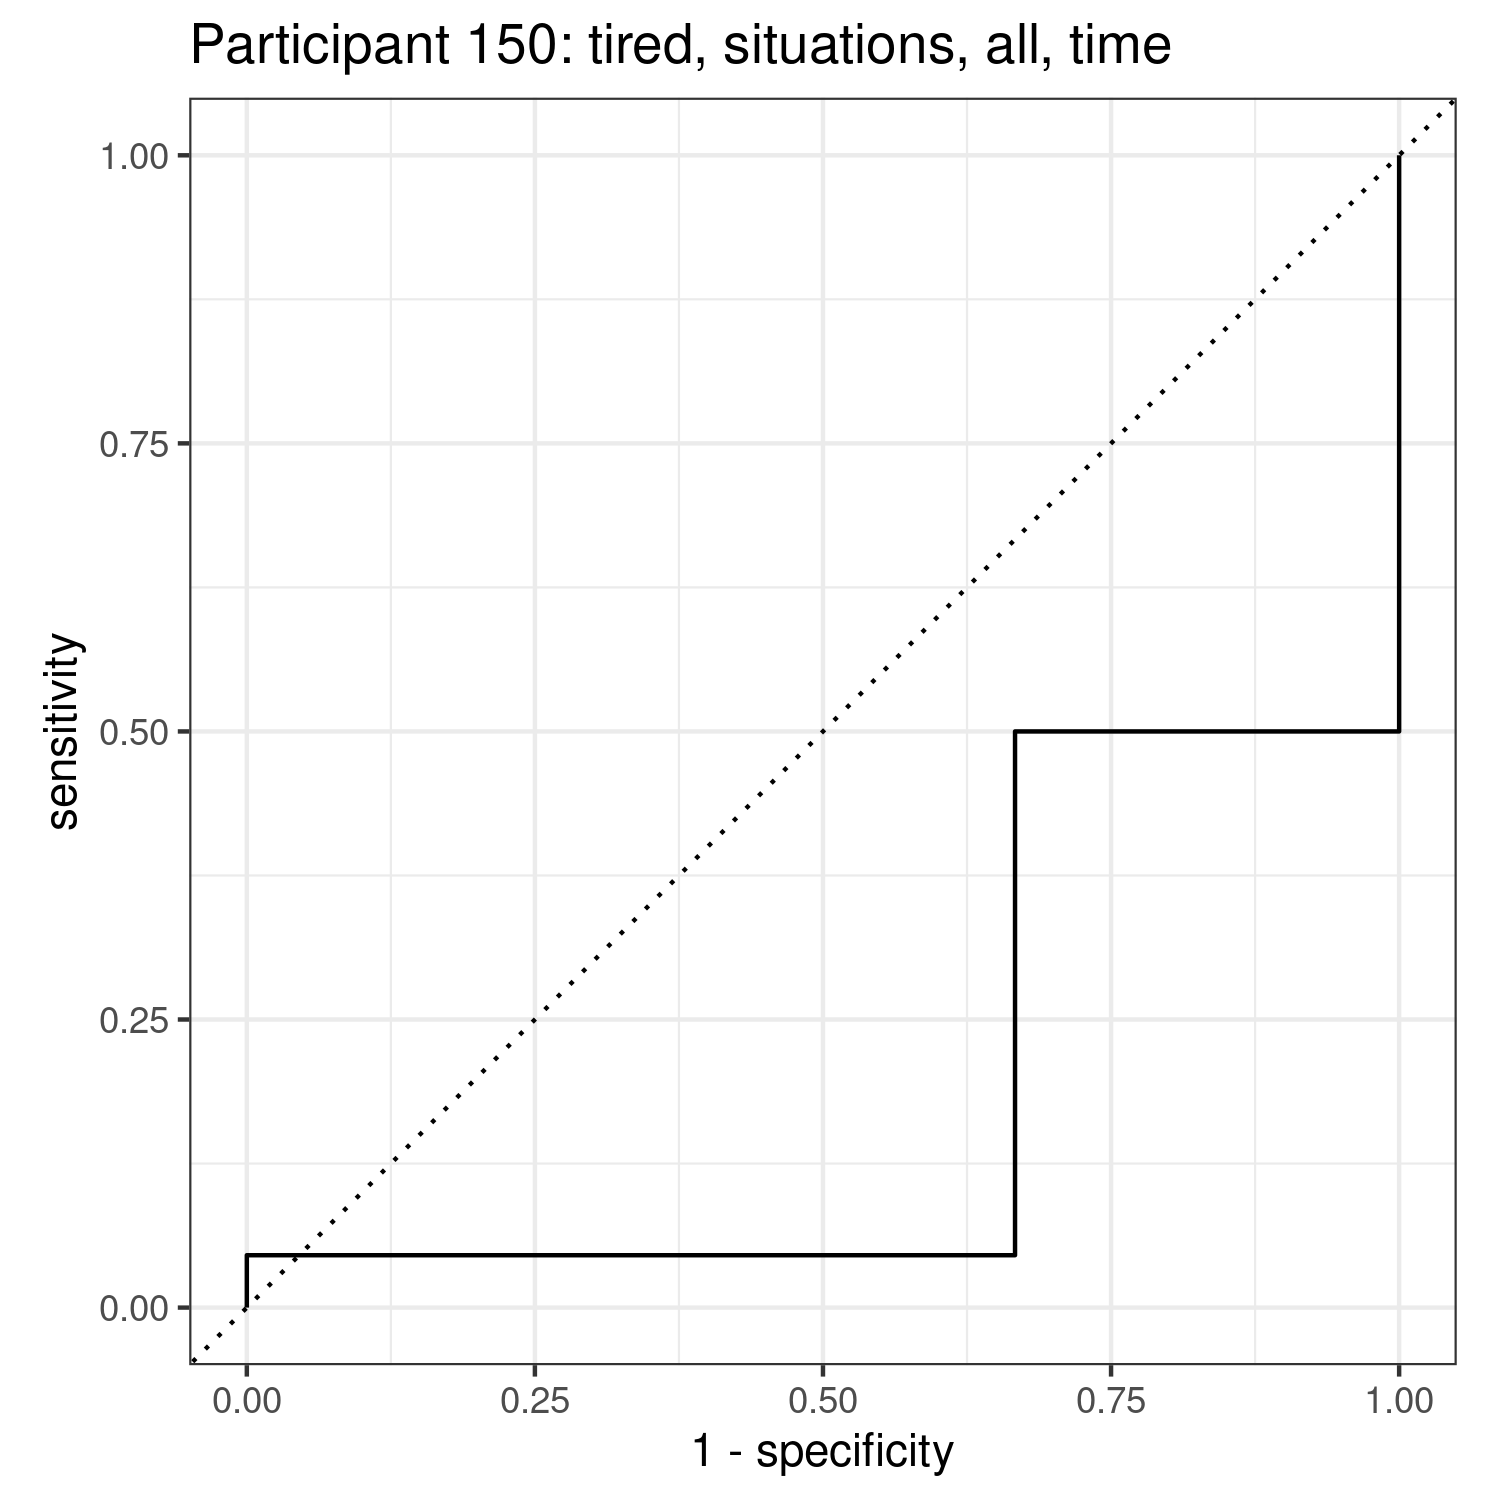 Participant 150: tired, situations, all, time
1.00
0.75
0.50
0.25
0.00
sensitivity
0.00 0.25 0.50 0.75 1.00
1 - specificity